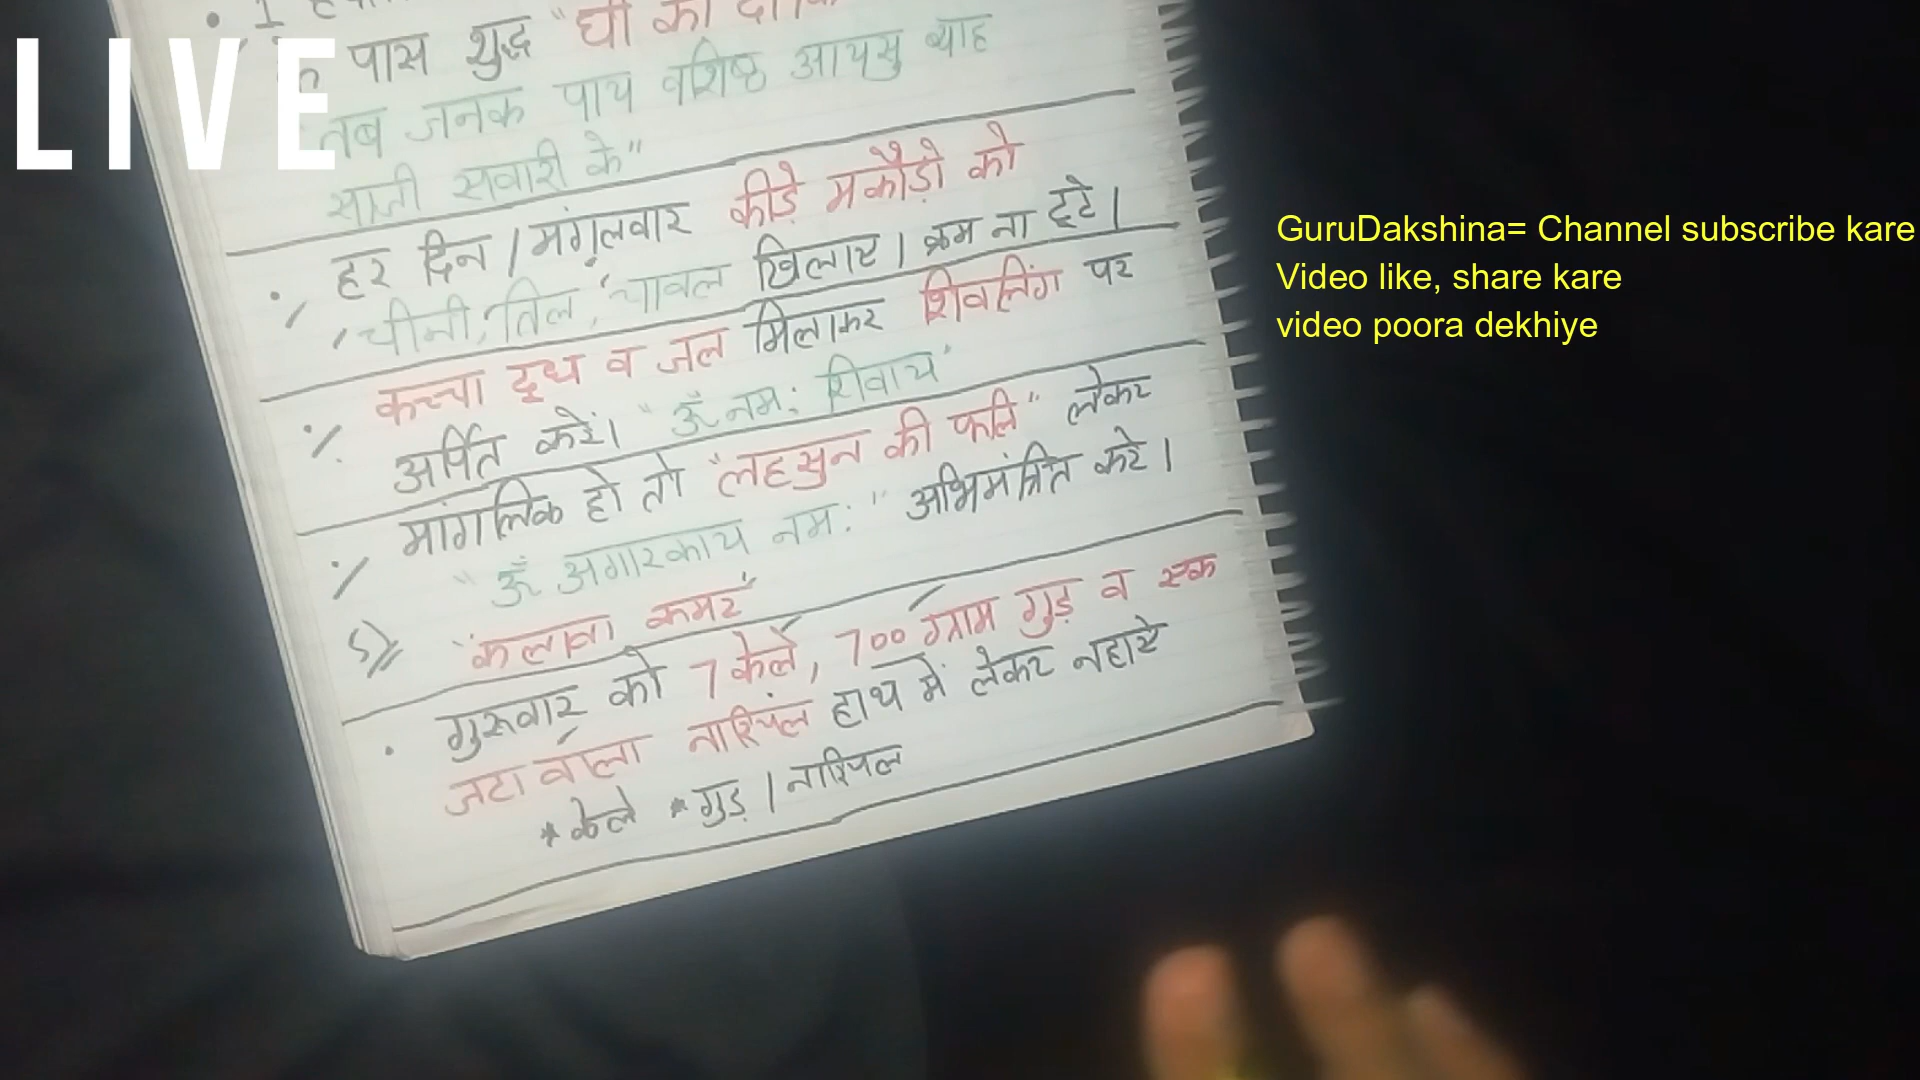 LIVE
पास शुद्ध "घी का
तब जनक पाय वशिष्ठ आयसु ब्याह
साजी सवारी के"
हर दिन / मंगलवार कीड़े मकौड़ो को
चीनी, तिल, चावल खिलाए। क्रम ना टूटे।
कच्चा दूध व जल मिलाकर शिवलिंग पर
अर्पित करें। "ॐ नमः शिवाय"
मांगलिक हो तो "लहसुन की फलि" लेकर
"ॐ अगारकाय नमः" अभिमंत्रित करे।
"कलावा कमर"
गुरूवार को 7 केले, 700 ग्राम गुड़ व एक
जटा वाला नारियल हाथ में लेकर नहाए
* केले * गुड़ / नारियल
GuruDakshina= Channel subscribe kare
Video like, share kare
video poora dekhiye